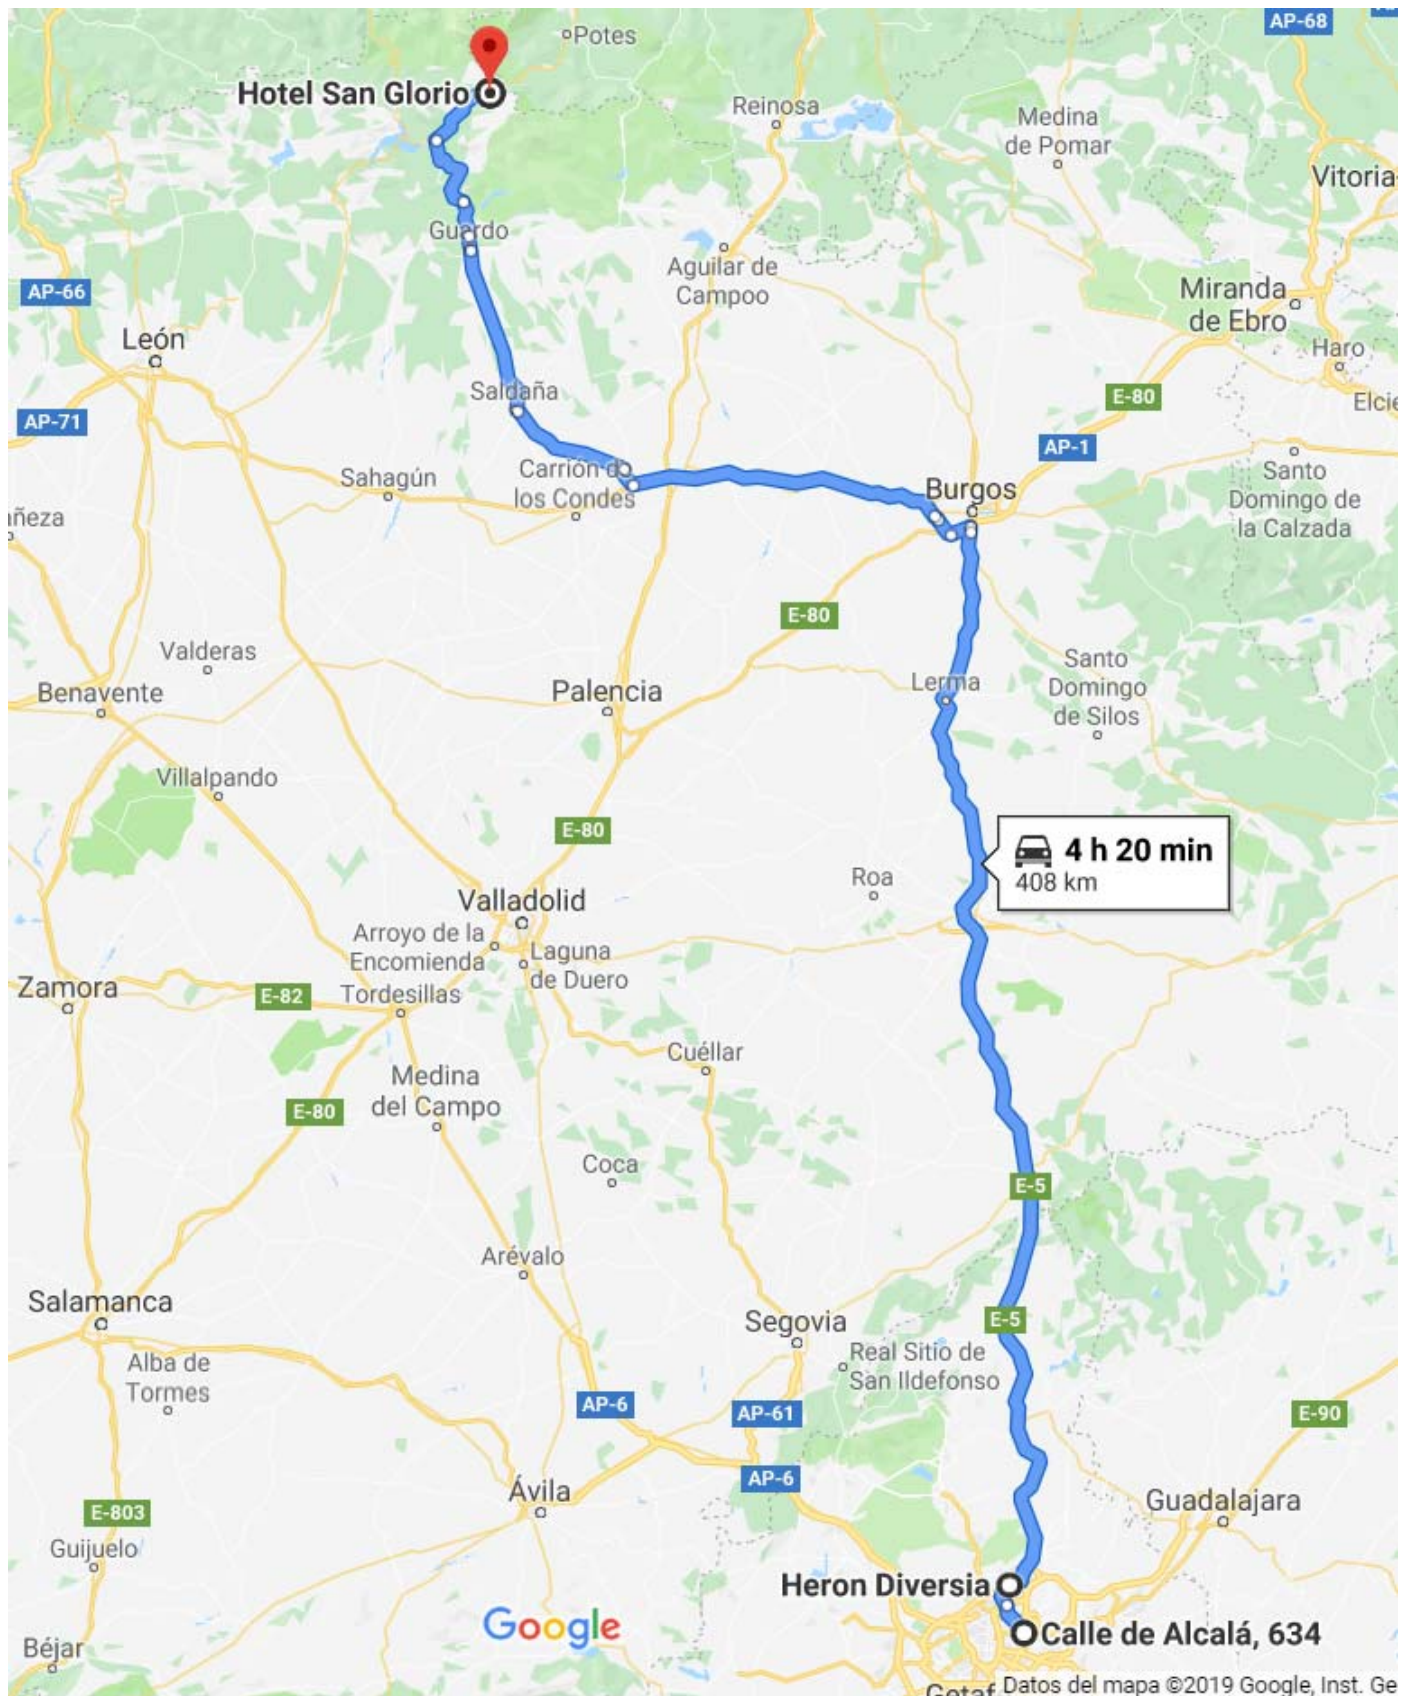 AP-68
Potes
Hotel San Glorio
Reinosa
Medina
de Pomar
Vitoria
Guardo
Aguilar de
Campoo
AP-66
Miranda
de Ebro
León
Haro
Saldaña
E-80
AP-71
AP-1
Sahagún
Carrión de
los Condes
Burgos
Santo
Domingo de
la Calzada
E-80
Valderas
Santo
Domingo
de Silos
Benavente
Palencia
Lerma
Villalpando
E-80
4 h 20 min
408 km
Roa
Valladolid
Arroyo de la
Encomienda
Laguna
de Duero
Zamora
E-82
Tordesillas
Cuéllar
Medina
del Campo
E-80
Coca
E-5
Arévalo
Salamanca
Segovia
E-5
Real Sitio de
San Ildefonso
Alba de
Tormes
AP-6
AP-61
E-90
AP-6
Ávila
Guadalajara
E-803
Guijuelo
Heron Diversia
Google
Calle de Alcalá, 634
Béjar
Datos del mapa ©2019 Google, Inst. Ge